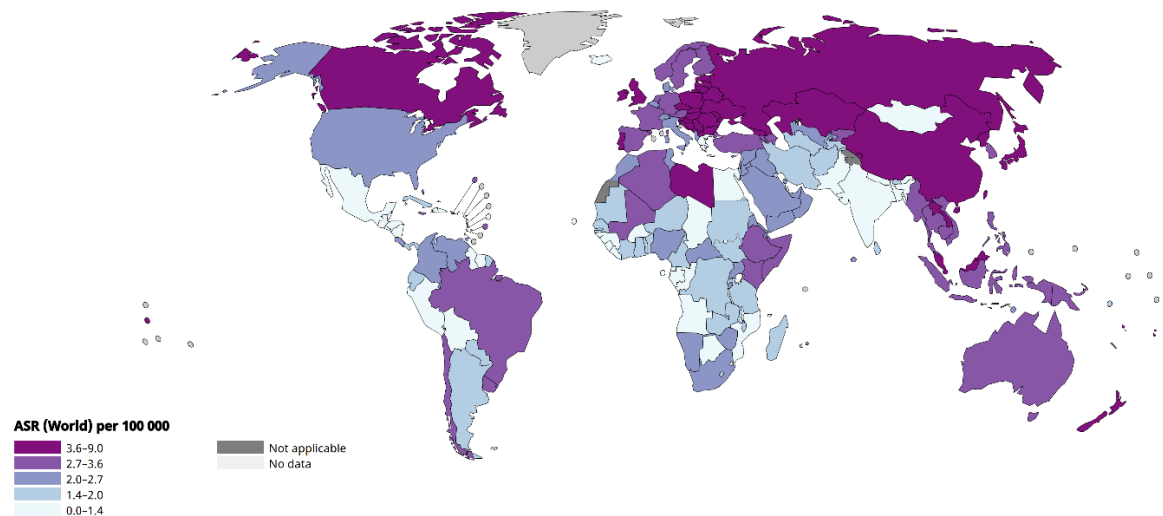 ASR (World) per 100 000
3.6–9.0
2.7–3.6
2.0–2.7
1.4–2.0
0.0–1.4
Not applicable
No data